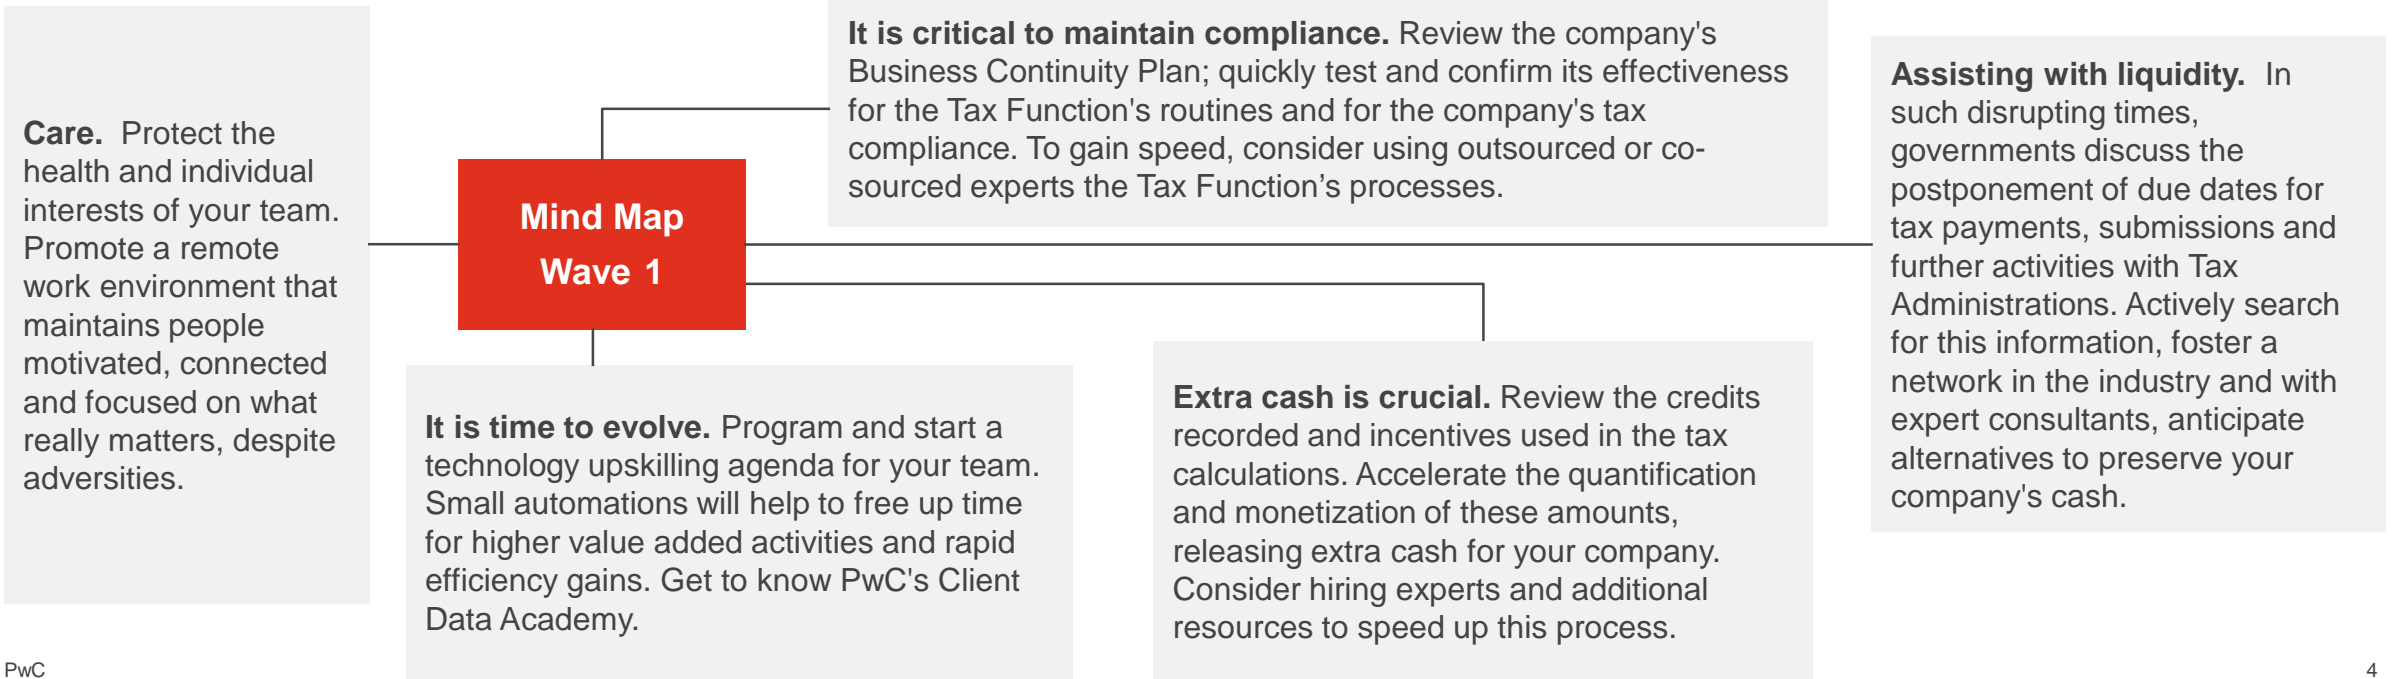 Care.  Protect the
health and individual
interests of your team.
Promote a remote
work environment that
maintains people
motivated, connected
and focused on what
really matters, despite
adversities.
Mind Map
Wave 1
It is critical to maintain compliance. Review the company's
Business Continuity Plan; quickly test and confirm its effectiveness
for the Tax Function's routines and for the company's tax
compliance. To gain speed, consider using outsourced or co-
sourced experts the Tax Function’s processes.
Assisting with liquidity.  In
such disrupting times,
governments discuss the
postponement of due dates for
tax payments, submissions and
further activities with Tax
Administrations. Actively search
for this information, foster a
network in the industry and with
expert consultants, anticipate
alternatives to preserve your
company's cash.
It is time to evolve. Program and start a
technology upskilling agenda for your team.
Small automations will help to free up time
for higher value added activities and rapid
efficiency gains. Get to know PwC's Client
Data Academy.
Extra cash is crucial. Review the credits
recorded and incentives used in the tax
calculations. Accelerate the quantification
and monetization of these amounts,
releasing extra cash for your company.
Consider hiring experts and additional
resources to speed up this process.
PwC
4